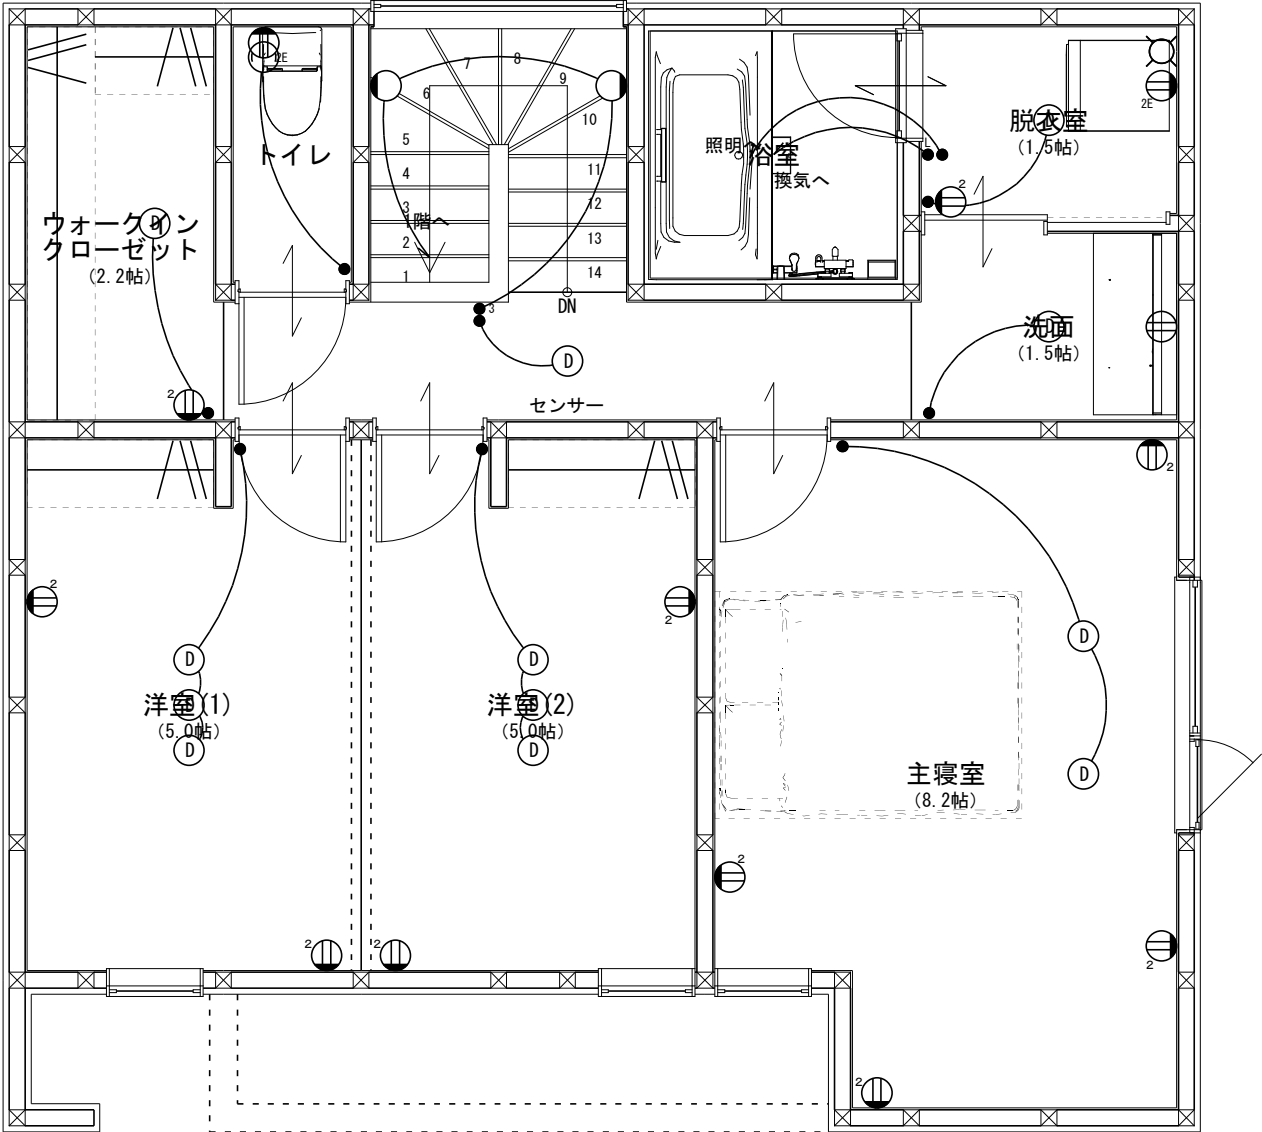 2E
トイレ
ウォークイン
クローゼット
(2.2帖)
D
2
1
2
3
4
5
6
7
8
9
10
11
12
13
14
1階へ
DN
3
D
センサー
照明へ
浴室
換気へ
L
脱衣室
(1.5帖)
2E
2
洗面
(1.5帖)
D
2
2
D
洋室(1)
(5.0帖)
D
D
2
2
D
洋室(2)
(5.0帖)
D
D
2
2
D
主寝室
(8.2帖)
D
2
2
2